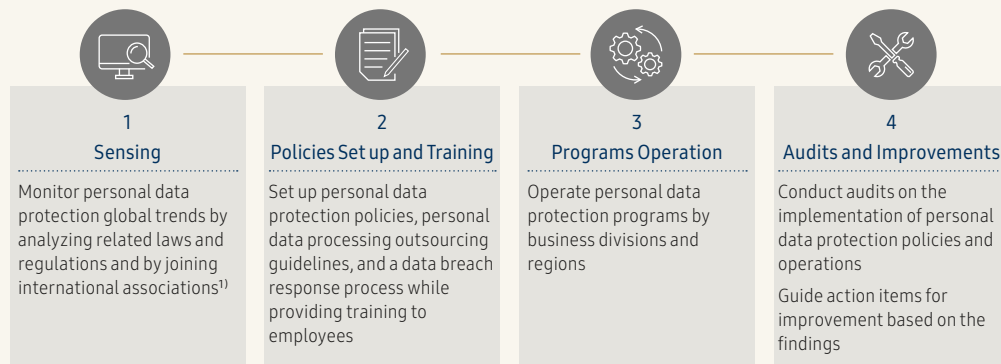 1
Sensing
Monitor personal data
protection global trends by
analyzing related laws and
regulations and by joining
international associations¹⁾
2
Policies Set up and Training
Set up personal data
protection policies, personal
data processing outsourcing
guidelines, and a data breach
response process while
providing training to
employees
3
Programs Operation
Operate personal data
protection programs by
business divisions and
regions
4
Audits and Improvements
Conduct audits on the
implementation of personal
data protection policies and
operations
Guide action items for
improvement based on the
findings